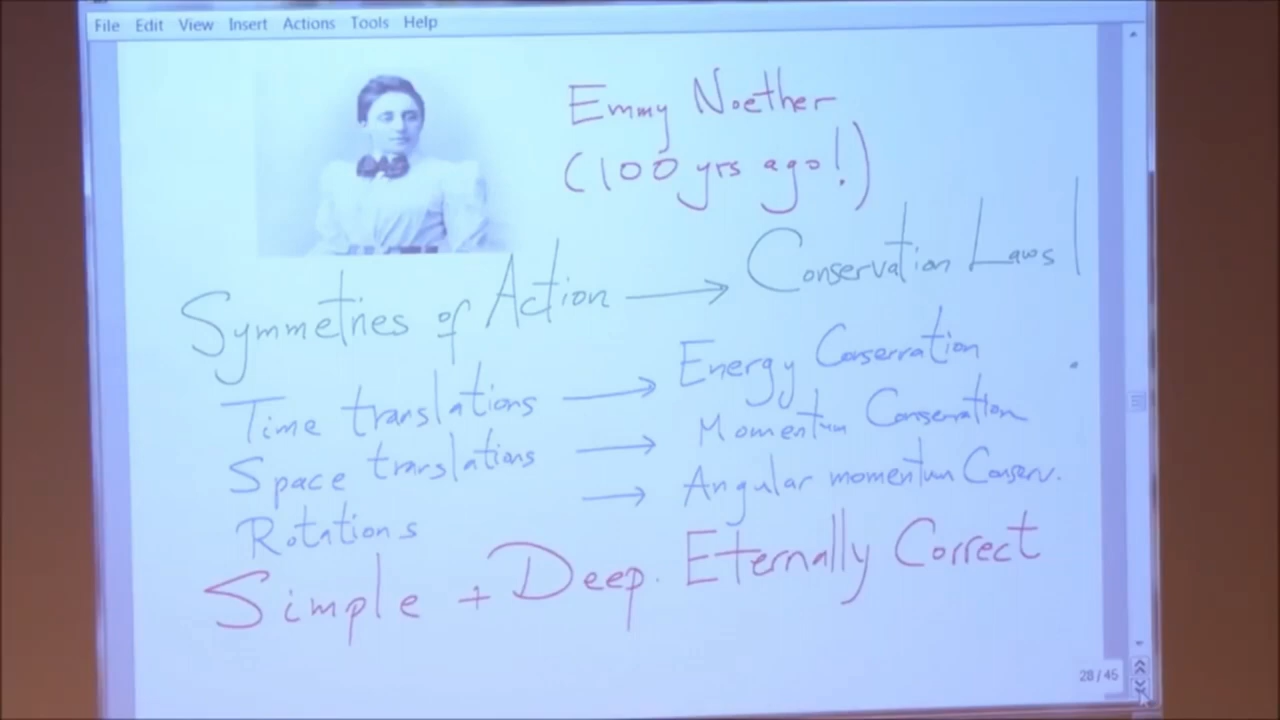 File Edit View Insert Actions Tools Help
Emmy Noether
(100 yrs ago!)
Symmetries of Action → Conservation Laws
Time translations → Energy Conservation
Space translations → Momentum Conservation
Rotations → Angular momentum Conserv.
Simple + Deep. Eternally Correct
28 / 45